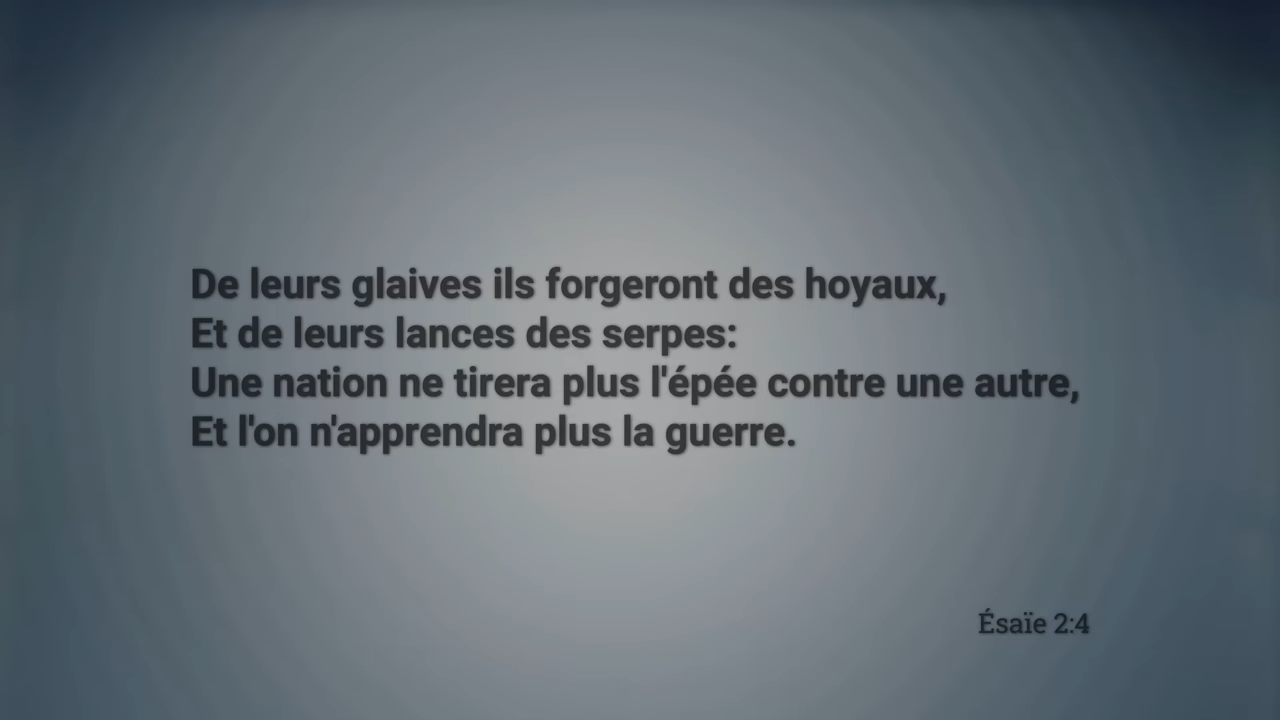 De leurs glaives ils forgeront des hoyaux,
Et de leurs lances des serpes:
Une nation ne tirera plus l'épée contre une autre,
Et l'on n'apprendra plus la guerre.
Ésaïe 2:4